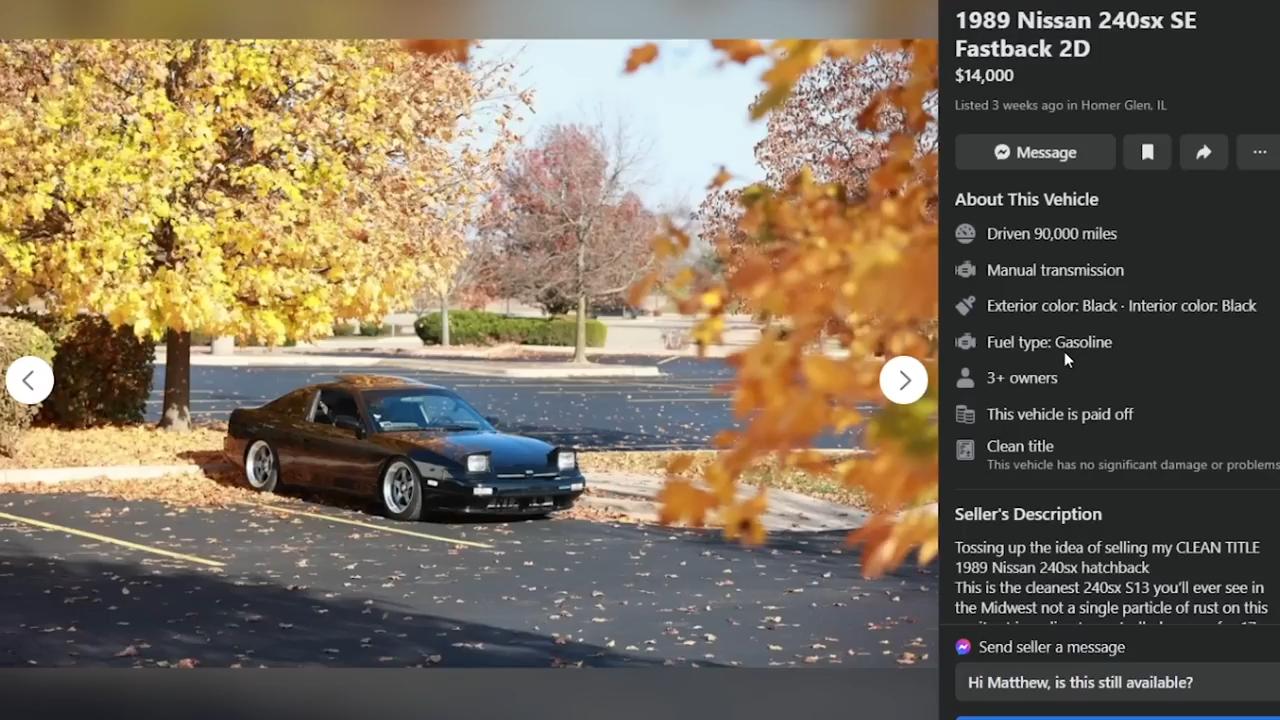 1989 Nissan 240sx SE
Fastback 2D
$14,000
Listed 3 weeks ago in Homer Glen, IL
Message
About This Vehicle
Driven 90,000 miles
Manual transmission
Exterior color: Black · Interior color: Black
Fuel type: Gasoline
3+ owners
This vehicle is paid off
Clean title
This vehicle has no significant damage or problems
Seller's Description
Tossing up the idea of selling my CLEAN TITLE
1989 Nissan 240sx hatchback
This is the cleanest 240sx S13 you'll ever see in
the Midwest not a single particle of rust on this
Send seller a message
Hi Matthew, is this still available?